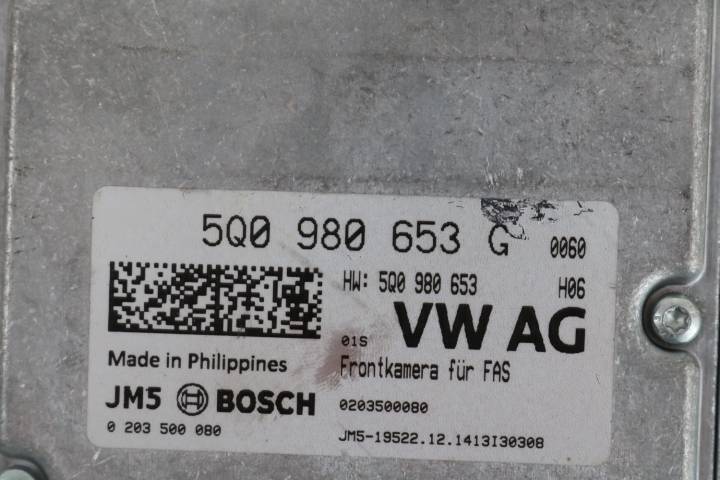 5Q0 980 653 G 0060
HW: 5Q0 980 653 H06
01S VW AG
Made in Philippines Frontkamera für FAS
JM5 BOSCH 0203500080
0 203 500 080 JM5-19522.12.1413I30308